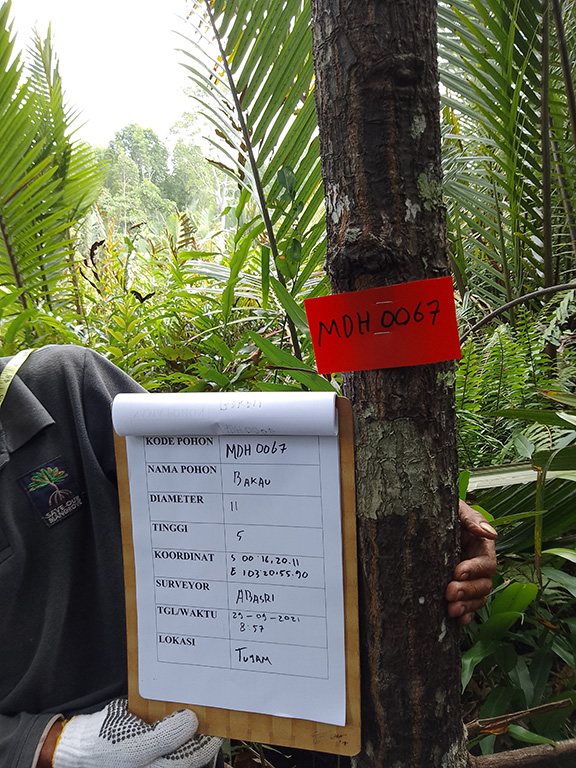 MDH 0067
KODE POHON MDH 0067
NAMA POHON BAKAU
DIAMETER 11
TINGGI 5
KOORDINAT S 00 16.20.11
E 103 20.55.90
SURVEYOR ABASRI
TGL/WAKTU 29-09-2021
8:57
LOKASI TUJAM
SAVE OUR
MANGROVE